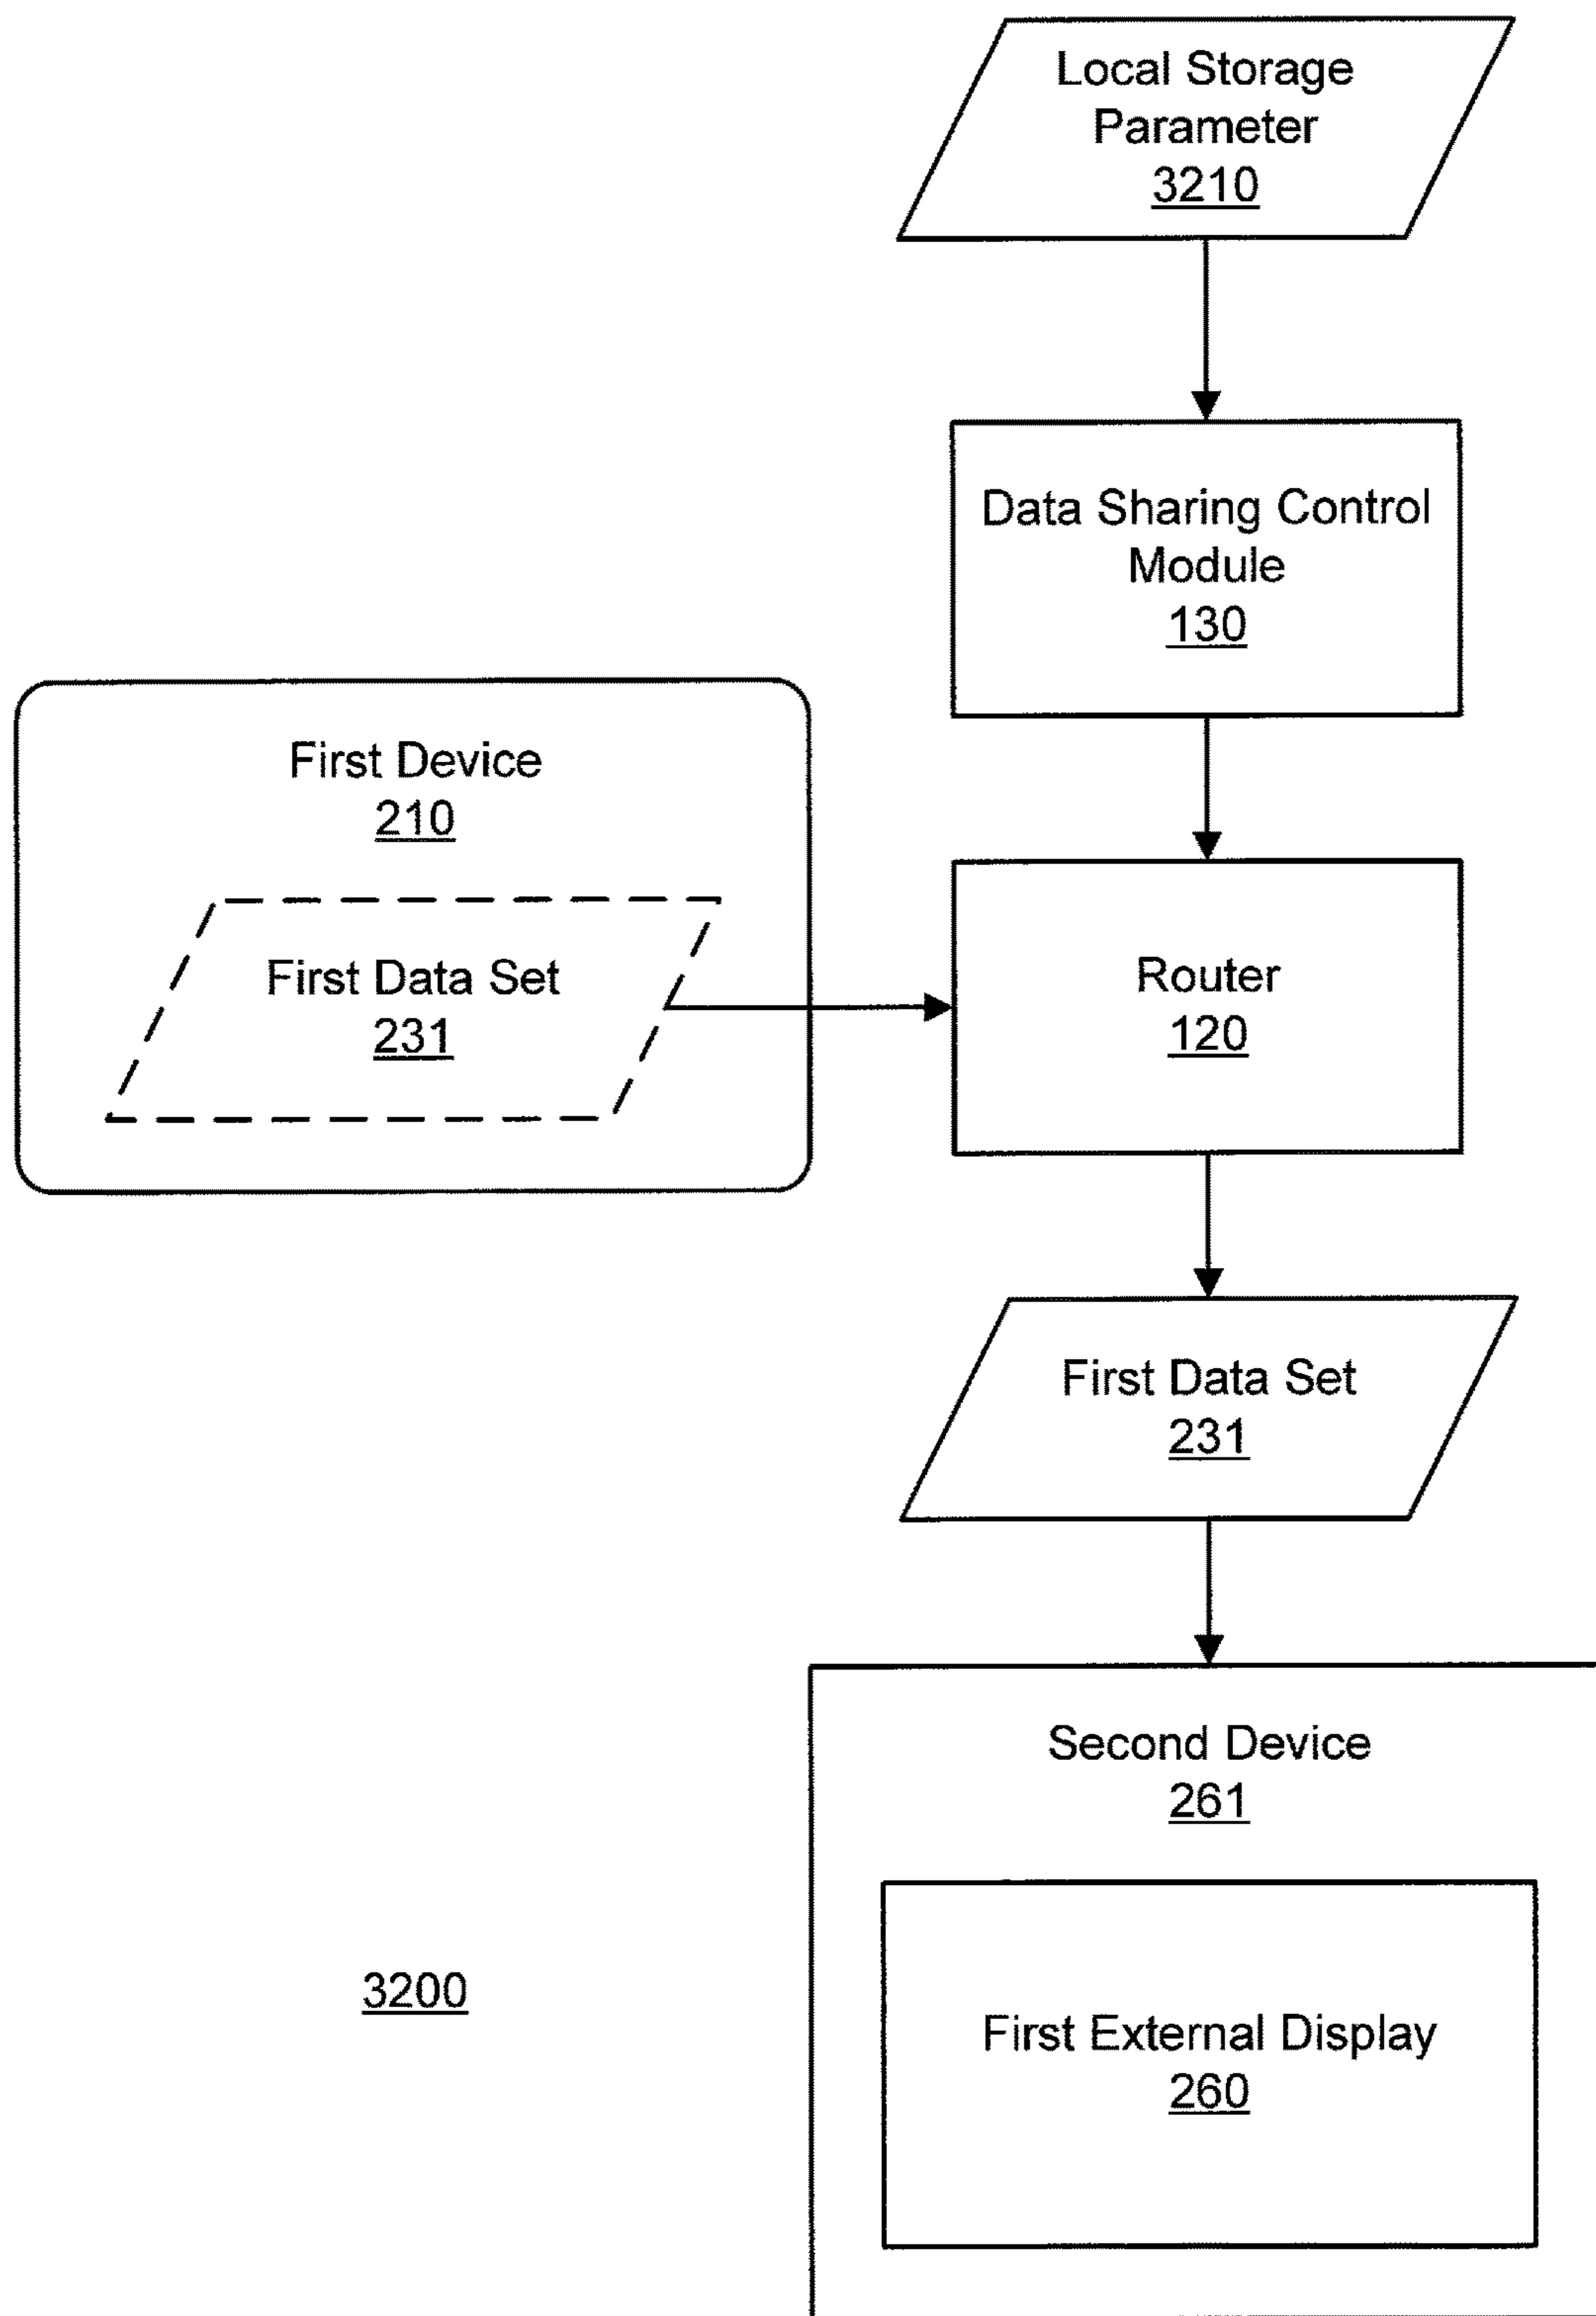 Local Storage
Parameter
3210
Data Sharing Control
Module
130
First Device
210
First Data Set
231
Router
120
First Data Set
231
Second Device
261
First External Display
260
3200